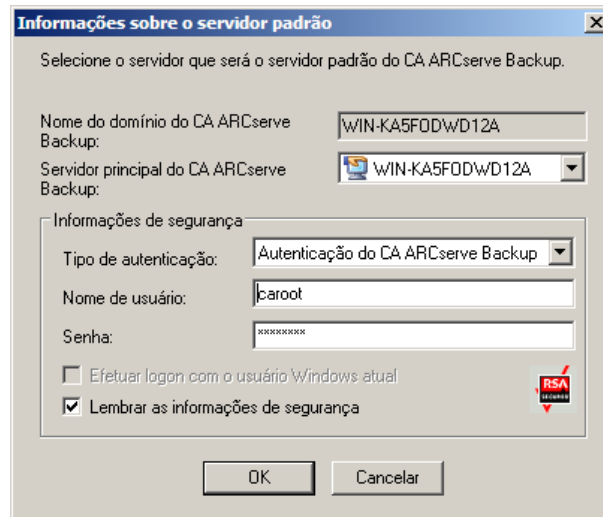 Informações sobre o servidor padrão
Selecione o servidor que será o servidor padrão do CA ARCserve Backup.
Nome do domínio do CA ARCserve
Backup:
WIN-KA5FODWD12A
Servidor principal do CA ARCserve
Backup:
WIN-KA5FODWD12A
Informações de segurança
Tipo de autenticação:
Autenticação do CA ARCserve Backup
Nome de usuário:
caroot
Senha:
********
Efetuar logon com o usuário Windows atual
Lembrar as informações de segurança
RSA
SECURED
OK
Cancelar